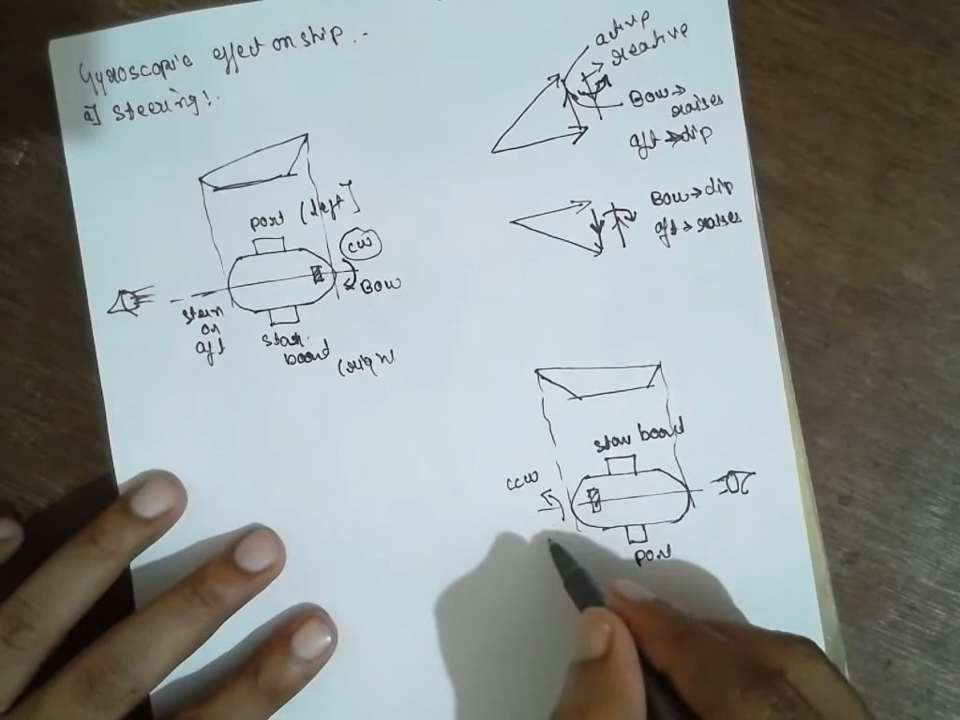 Gyroscopic effect on ship :-
a] Steering :-
port (left]
CW
Bow
stern
or
aft
star
board
(right
active
reactive
Bow → raises
aft → dip
Bow → dip
aft → raises
star board
CCW
port